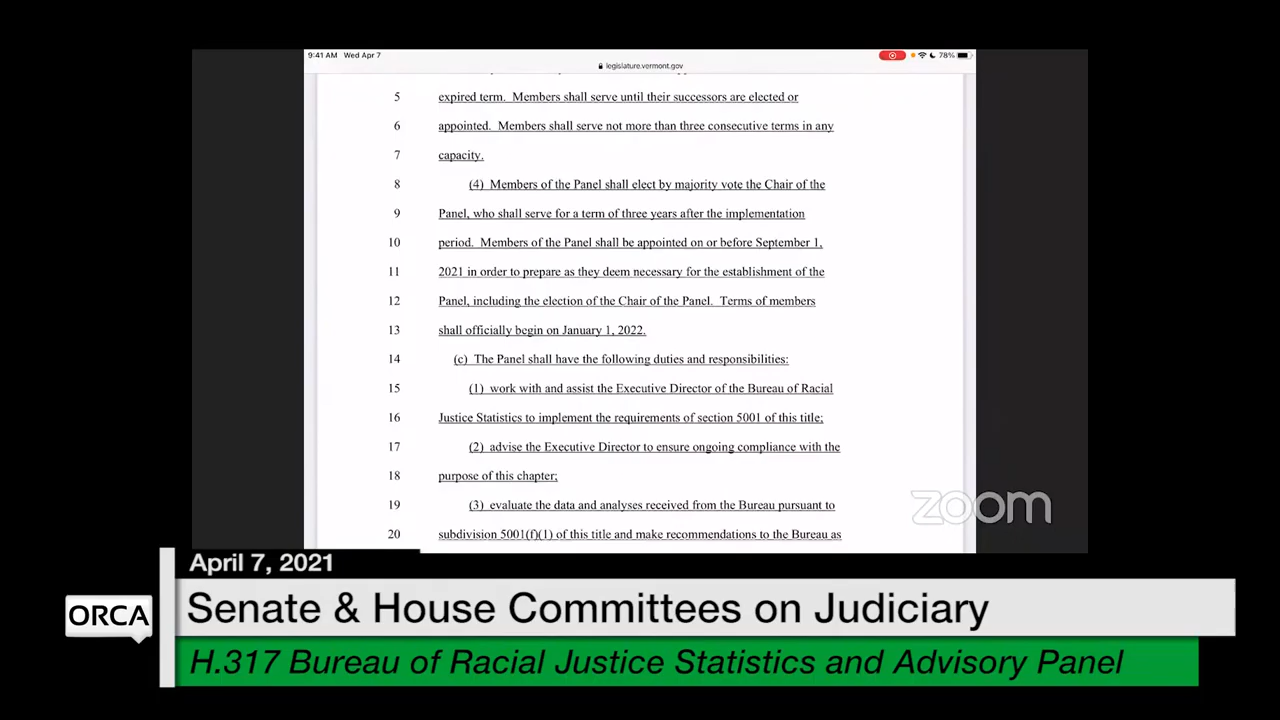 9:41 AM Wed Apr 7
78%
legislature.vermont.gov
5 expired term. Members shall serve until their successors are elected or
6 appointed. Members shall serve not more than three consecutive terms in any
7 capacity.
8 (4) Members of the Panel shall elect by majority vote the Chair of the
9 Panel, who shall serve for a term of three years after the implementation
10 period. Members of the Panel shall be appointed on or before September 1,
11 2021 in order to prepare as they deem necessary for the establishment of the
12 Panel, including the election of the Chair of the Panel. Terms of members
13 shall officially begin on January 1, 2022.
14 (c) The Panel shall have the following duties and responsibilities:
15 (1) work with and assist the Executive Director of the Bureau of Racial
16 Justice Statistics to implement the requirements of section 5001 of this title;
17 (2) advise the Executive Director to ensure ongoing compliance with the
18 purpose of this chapter;
19 (3) evaluate the data and analyses received from the Bureau pursuant to
20 subdivision 5001(f)(1) of this title and make recommendations to the Bureau as
zoom
April 7, 2021
ORCA
Senate & House Committees on Judiciary
H.317 Bureau of Racial Justice Statistics and Advisory Panel